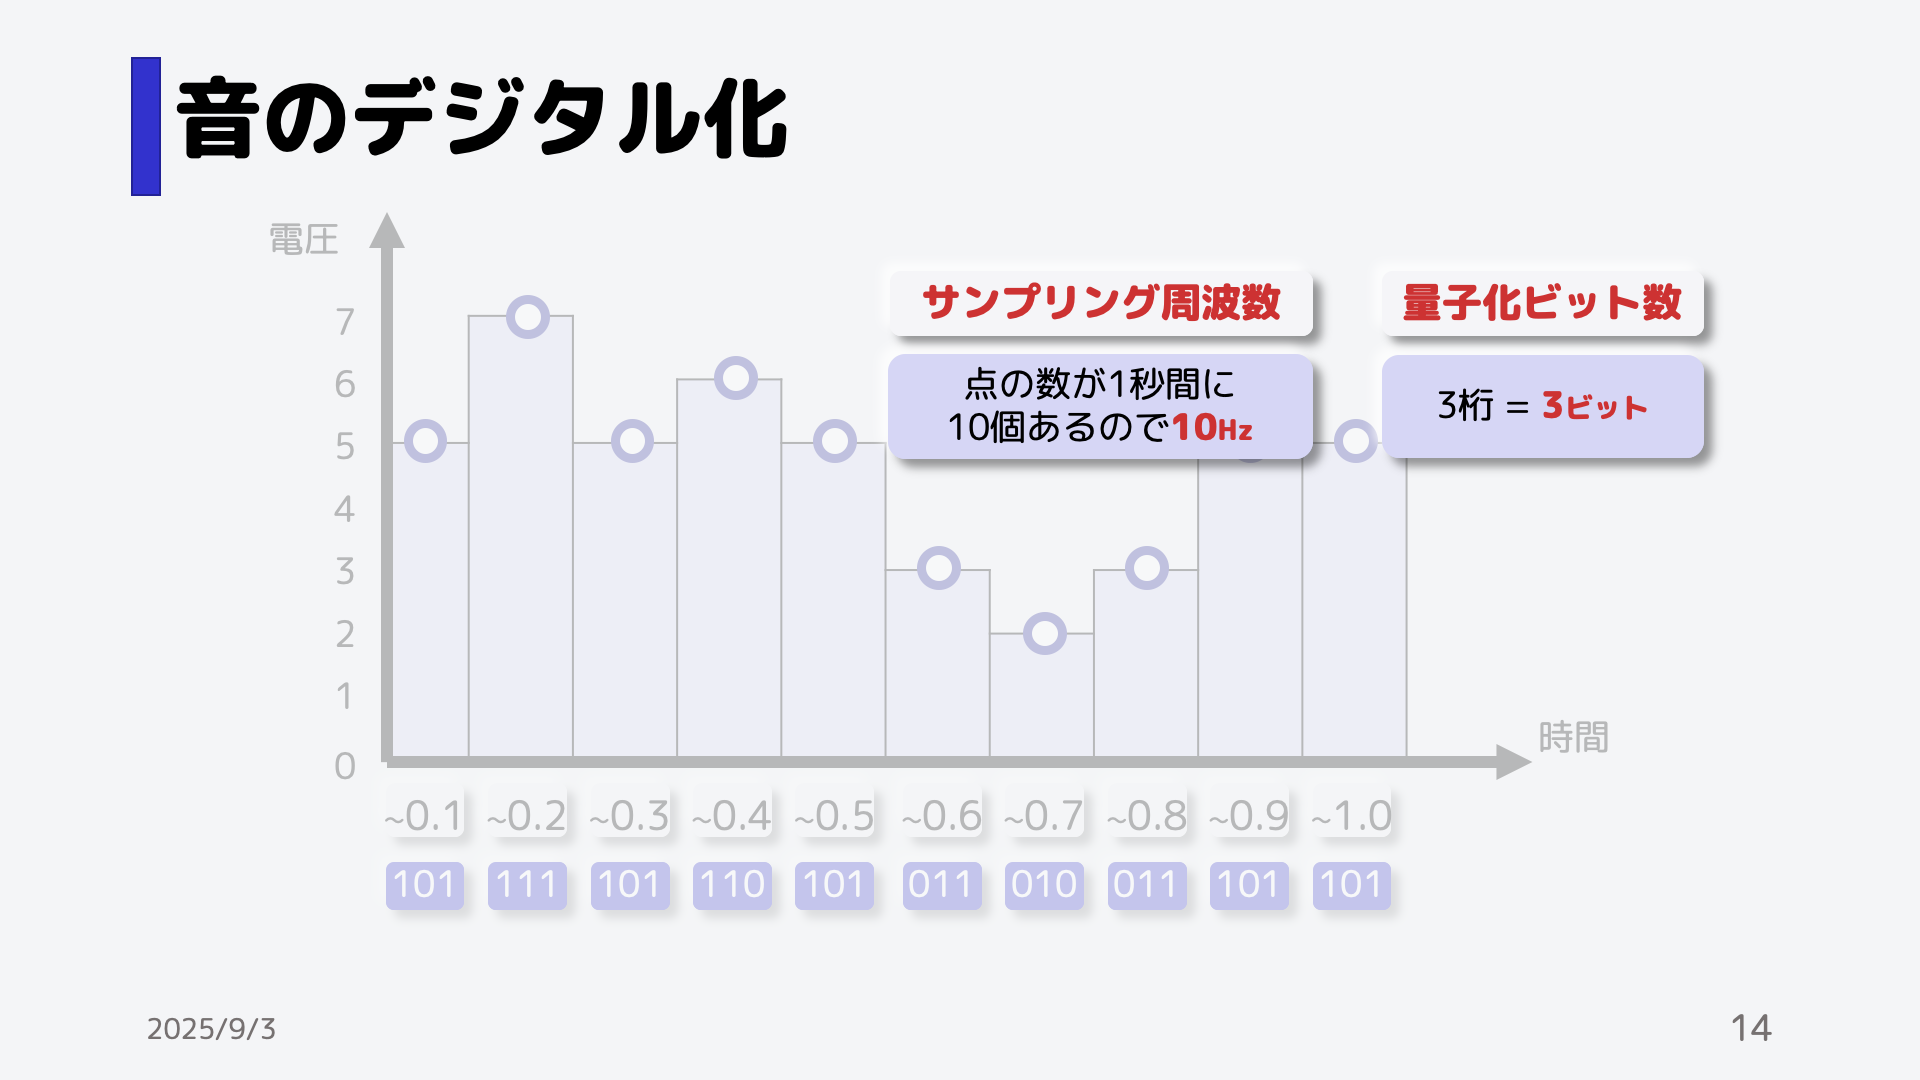 音のデジタル化
電圧
7
6
5
4
3
2
1
0
サンプリング周波数
点の数が1秒間に
10個あるので10Hz
量子化ビット数
3桁 = 3ビット
時間
~0.1 ~0.2 ~0.3 ~0.4 ~0.5 ~0.6 ~0.7 ~0.8 ~0.9 ~1.0
101 111 101 110 101 011 010 011 101 101
2025/9/3
14